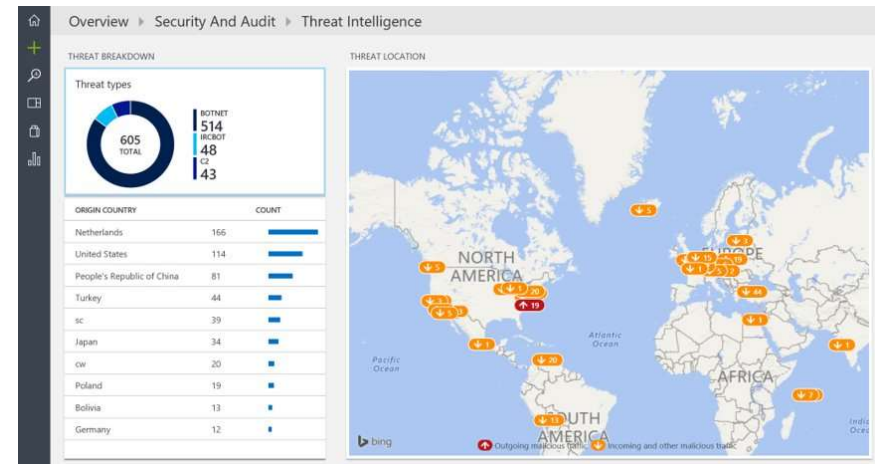 Overview Security And Audit Threat Intelligence
THREAT BREAKDOWN
Threat types
605
TOTAL
BOTNET
514
IRCBOT
48
C2
43
ORIGIN COUNTRY COUNT
Netherlands 166
United States 114
People's Republic of China 81
Turkey 44
sc 39
Japan 34
cw 20
Poland 19
Bolivia 13
Germany 12
THREAT LOCATION
5
3
NORTH
AMERICA
EUROPE
15
19
1
5
5
44
1
20
19
5
1
Atlantic
Ocean
1
1
Pacific
Ocean
20
AFRICA
13
SOUTH
AMERICA
bing
Outgoing malicious traffic Incoming and other malicious traffic